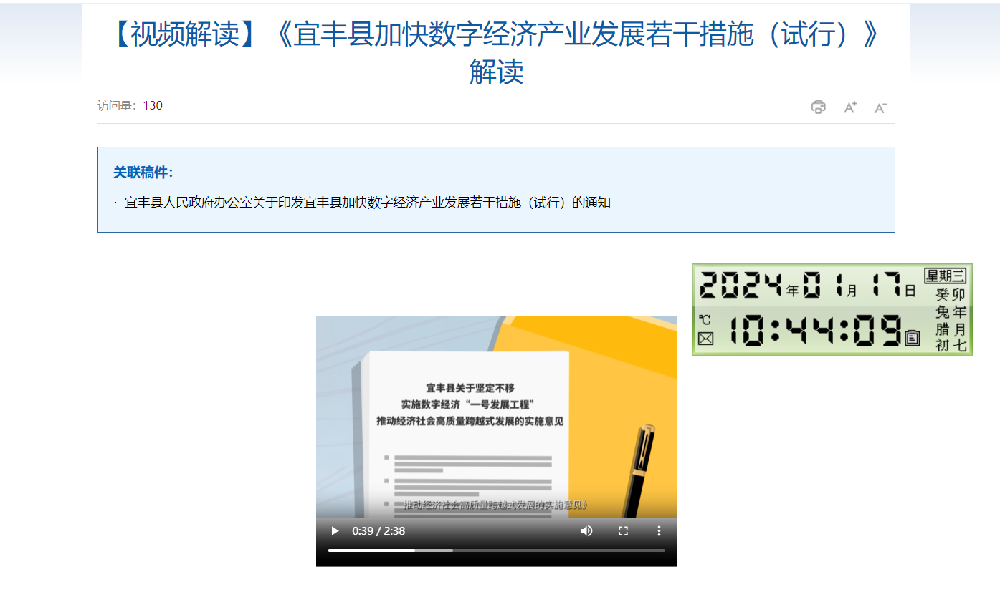 【视频解读】《宜丰县加快数字经济产业发展若干措施（试行）》
解读
访问量：130
A+
A-
关联稿件：
· 宜丰县人民政府办公室关于印发宜丰县加快数字经济产业发展若干措施（试行）的通知
2024年01月17日
星期三
癸卯
兔年
腊月
初七
℃
10:44:09
宜丰县关于坚定不移
实施数字经济“一号发展工程”
推动经济社会高质量跨越式发展的实施意见
推动经济社会高质量跨越式发展的实施意见》
0:39 / 2:38